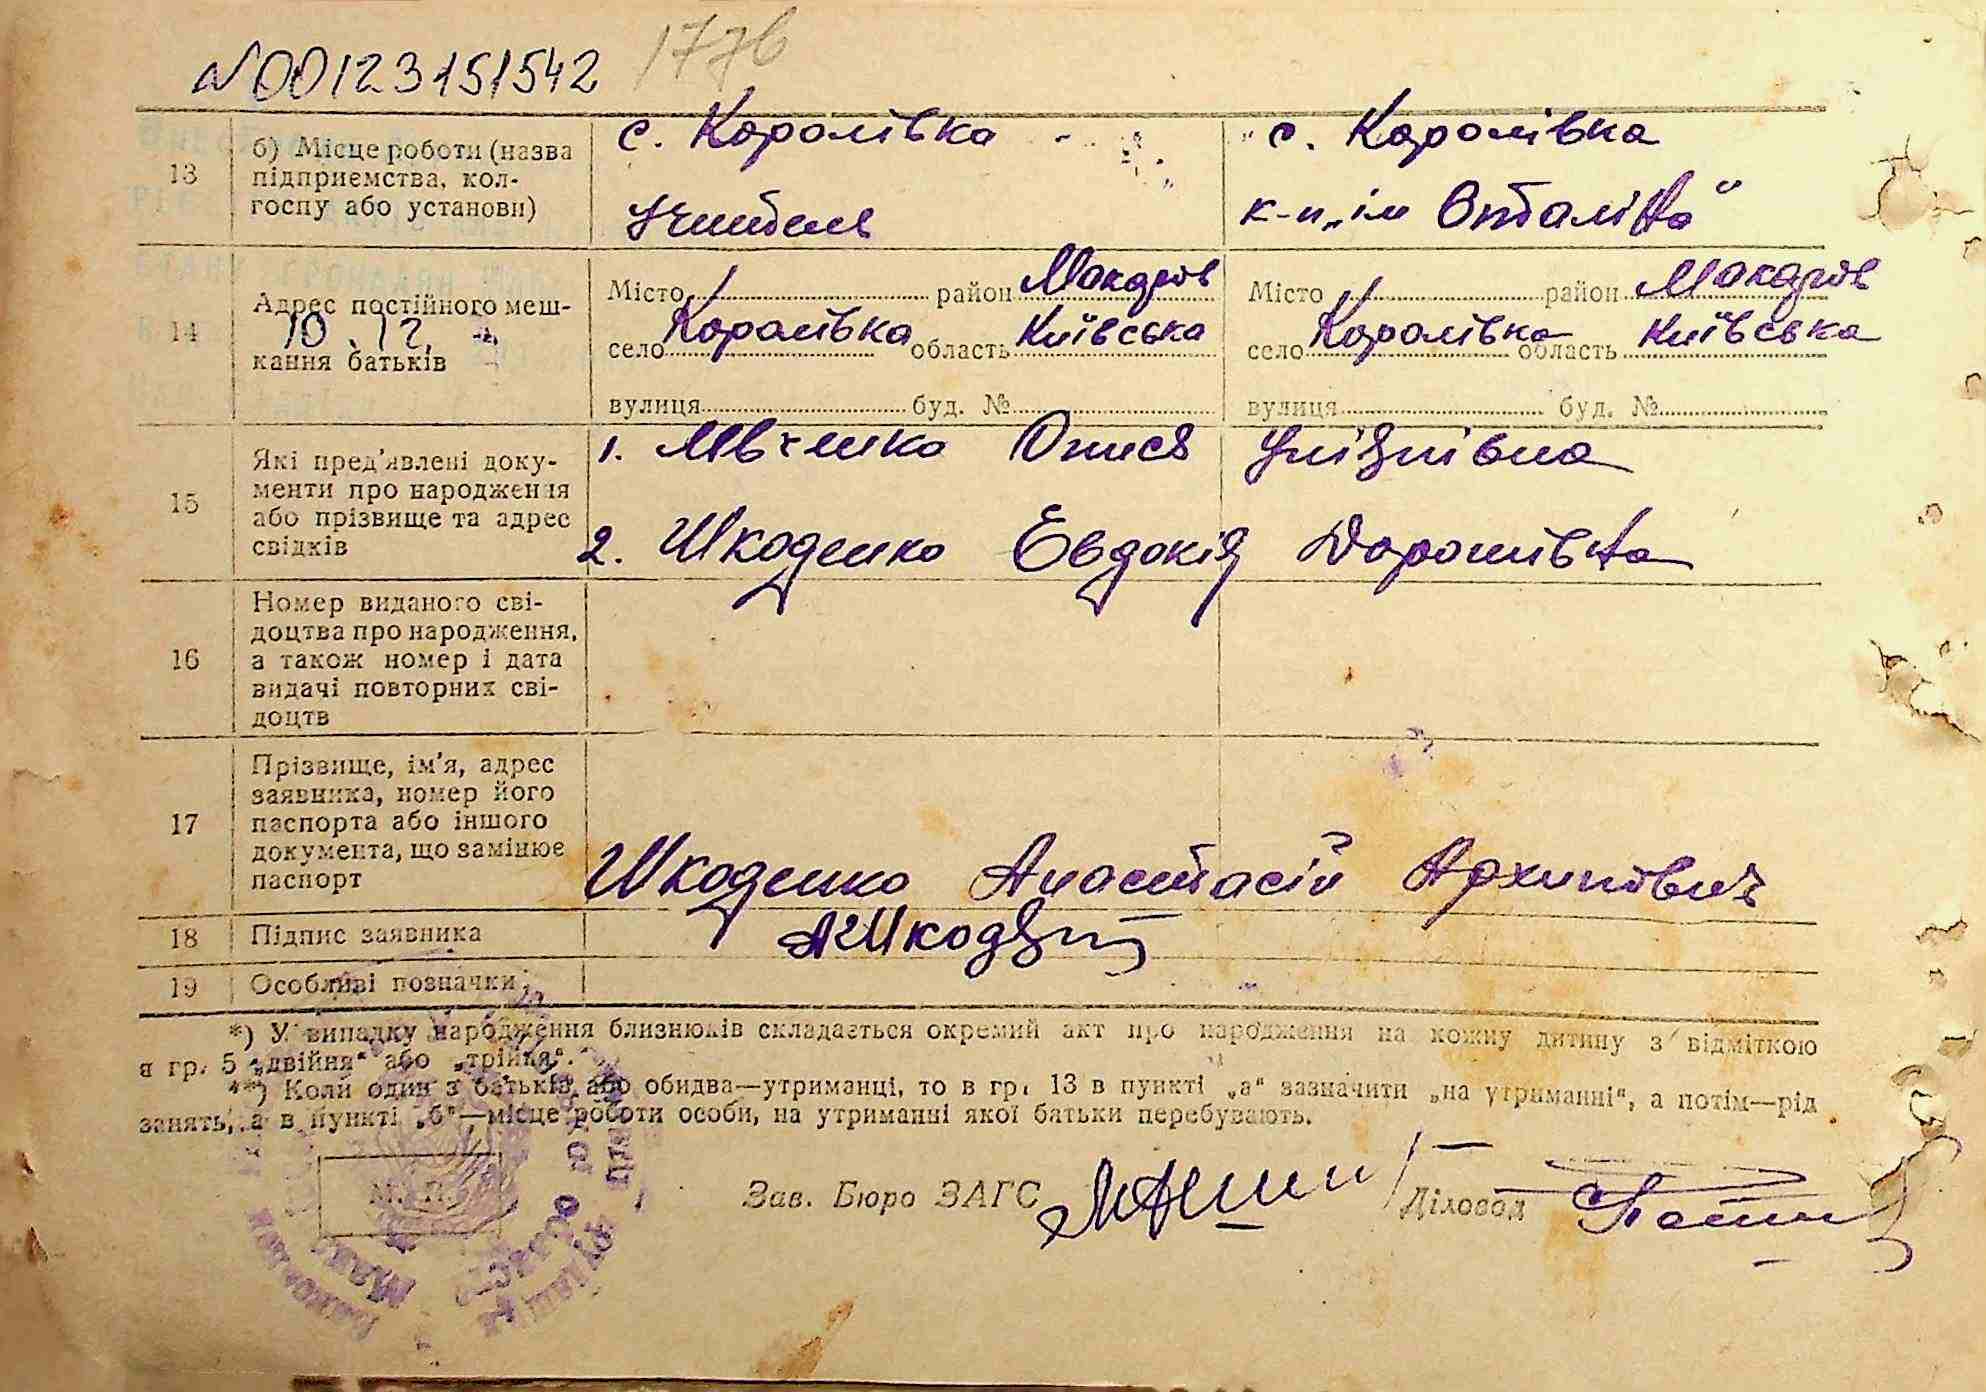 №00123151542 177в
13 б) Місце роботи (назва підприємства, колгоспу або установи)
с. Королівка
Учитель
с. Королівка
к-п „ім Сталіна"
14 Адрес постійного мешкання батьків
10. 12.
Місто район Макарів
село Королівка область Київська
вулиця буд. №
Місто район Макарів
село Королівка область Київська
вулиця буд. №
15 Які пред'явлені документи про народження або прізвище та адрес свідків
1. Івченко Онися
2. Шкоденко Евдокія
16 Номер виданого свідоцтва про народження, а також номер і дата видачі повторних свідоцтв
17 Прізвище, ім'я, адрес заявника, номер його паспорта або іншого документа, що замінює паспорт
Шкоденко Анастасій Архипович
18 Підпис заявника
19 Особливі позначки
*) У випадку народження близнюків складається окремий акт про народження на кожну дитину з відміткою
в гр. 5 „двійня" або „трійня".
**) Коли один з батьків або обидва—утриманці, то в гр. 13 в пункті „а" зазначити „на утриманні", а потім—рід
занять, а в пункті „б"—місце роботи особи, на утриманні якої батьки перебувають.
М. П.
Зав. Бюро ЗАГС
Діловод